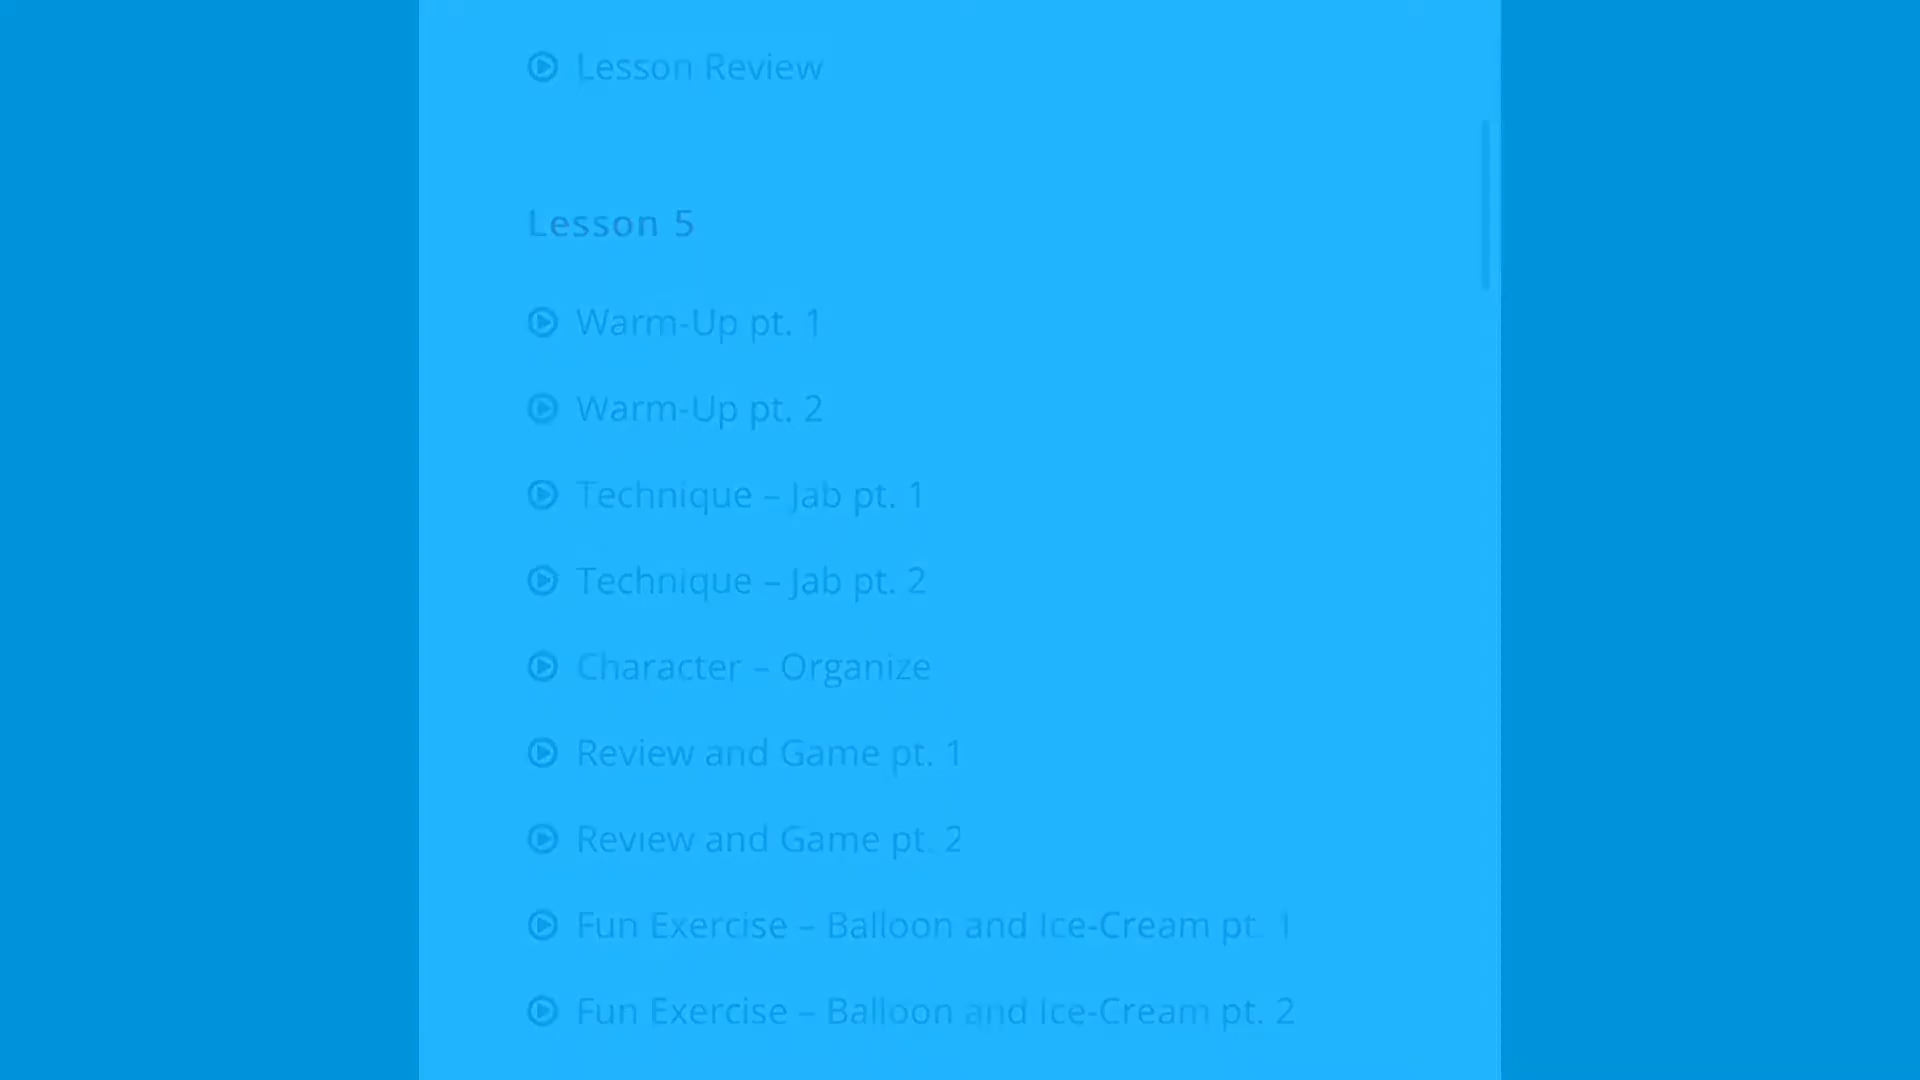 Lesson Review
Lesson 5
Warm-Up pt. 1
Warm-Up pt. 2
Technique – Jab pt. 1
Technique – Jab pt. 2
Character – Organize
Review and Game pt. 1
Review and Game pt. 2
Fun Exercise – Balloon and Ice-Cream pt. 1
Fun Exercise – Balloon and Ice-Cream pt. 2